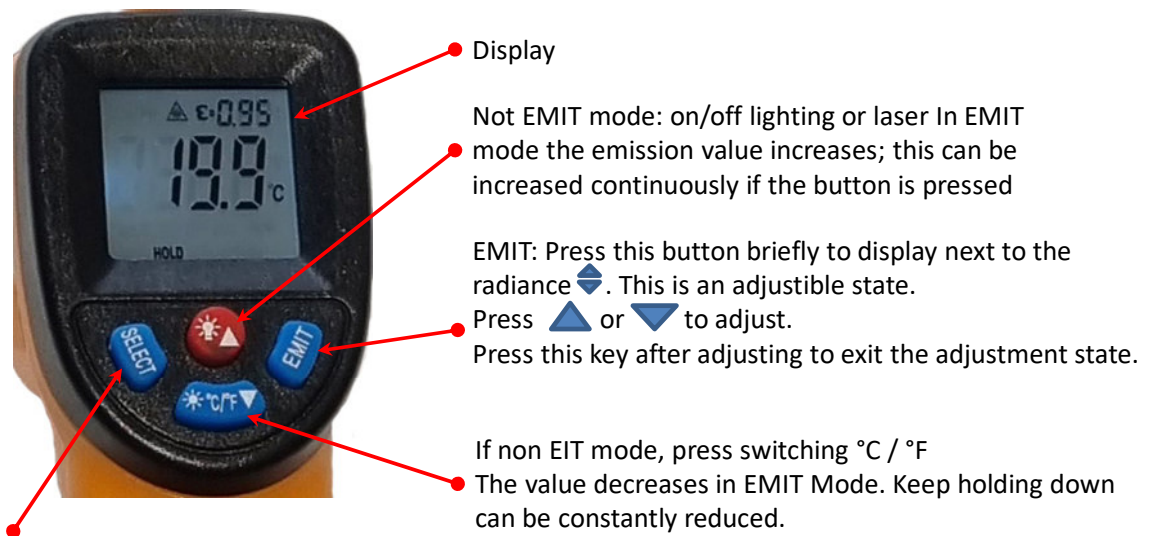 Display
Not EMIT mode: on/off lighting or laser In EMIT
mode the emission value increases; this can be
increased continuously if the button is pressed
EMIT: Press this button briefly to display next to the
radiance. This is an adjustible state.
Press or to adjust.
Press this key after adjusting to exit the adjustment state.
If non EIT mode, press switching °C / °F
The value decreases in EMIT Mode. Keep holding down
can be constantly reduced.
ε=0.95
19.9 °C
HOLD
SELECT
EMIT
°C/°F